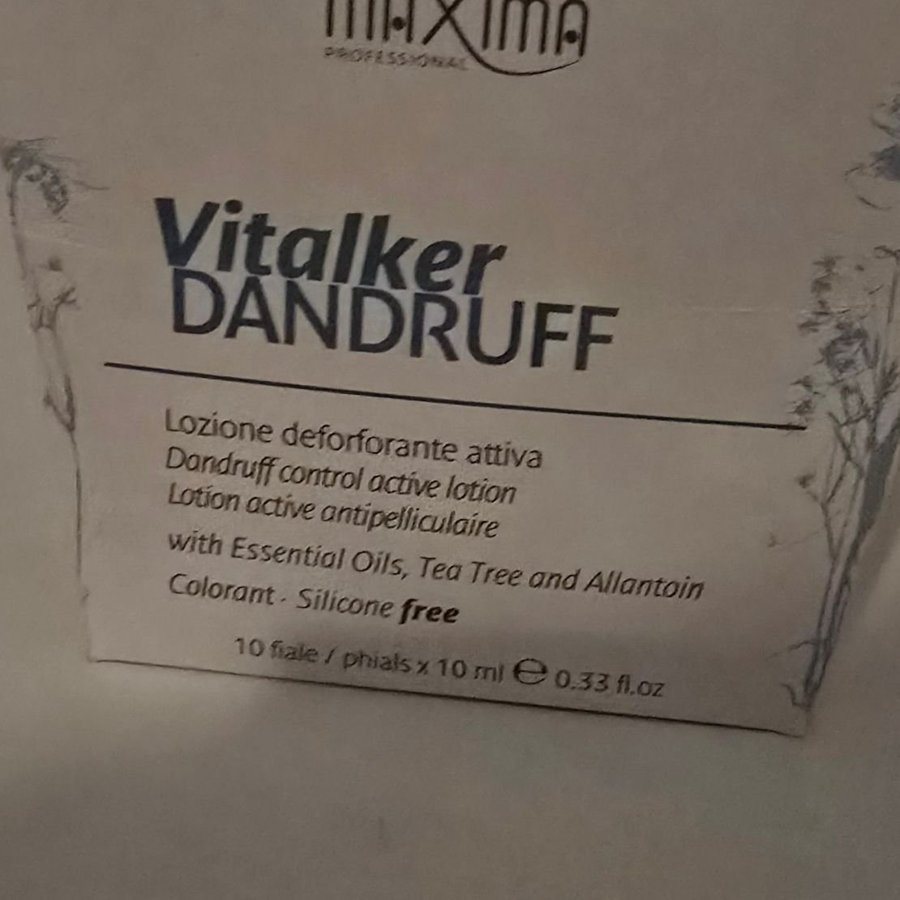 MAXIMA
PROFESSIONAL
Vitalker
DANDRUFF
Lozione deforforante attiva
Dandruff control active lotion
Lotion active antipelliculaire
with Essential Oils, Tea Tree and Allantoin
Colorant - Silicone free
10 fiale / phials x 10 ml ℮ 0.33 fl.oz